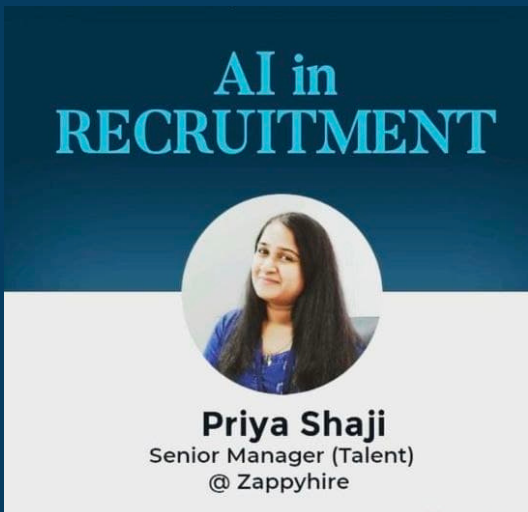 AI in
RECRUITMENT
Priya Shaji
Senior Manager (Talent)
@ Zappyhire